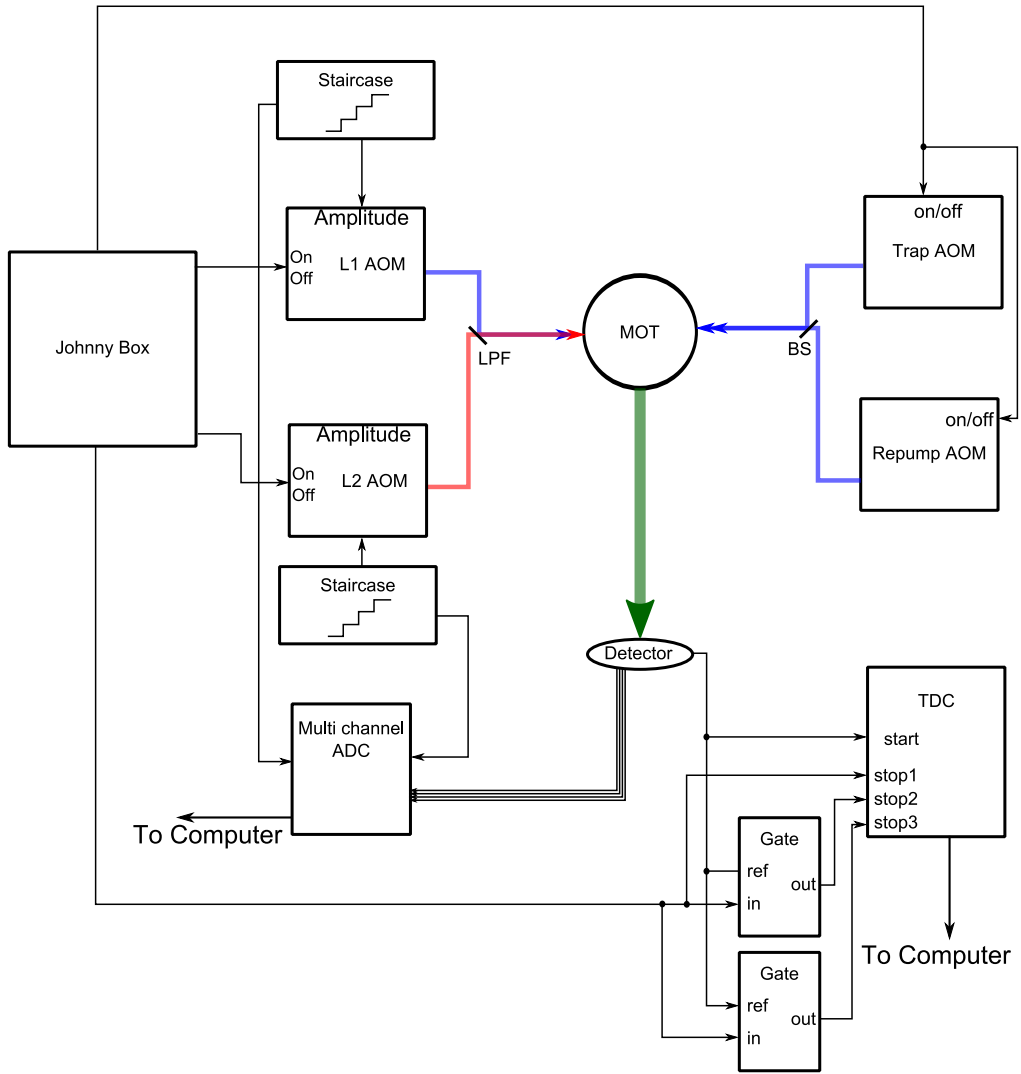 Staircase
Amplitude
On
Off
L1 AOM
on/off
Trap AOM
Johnny Box
MOT
LPF
BS
Amplitude
On
Off
L2 AOM
on/off
Repump AOM
Staircase
Detector
Multi channel
ADC
To Computer
TDC
start
stop1
stop2
stop3
Gate
ref
in
out
To Computer
Gate
ref
in
out